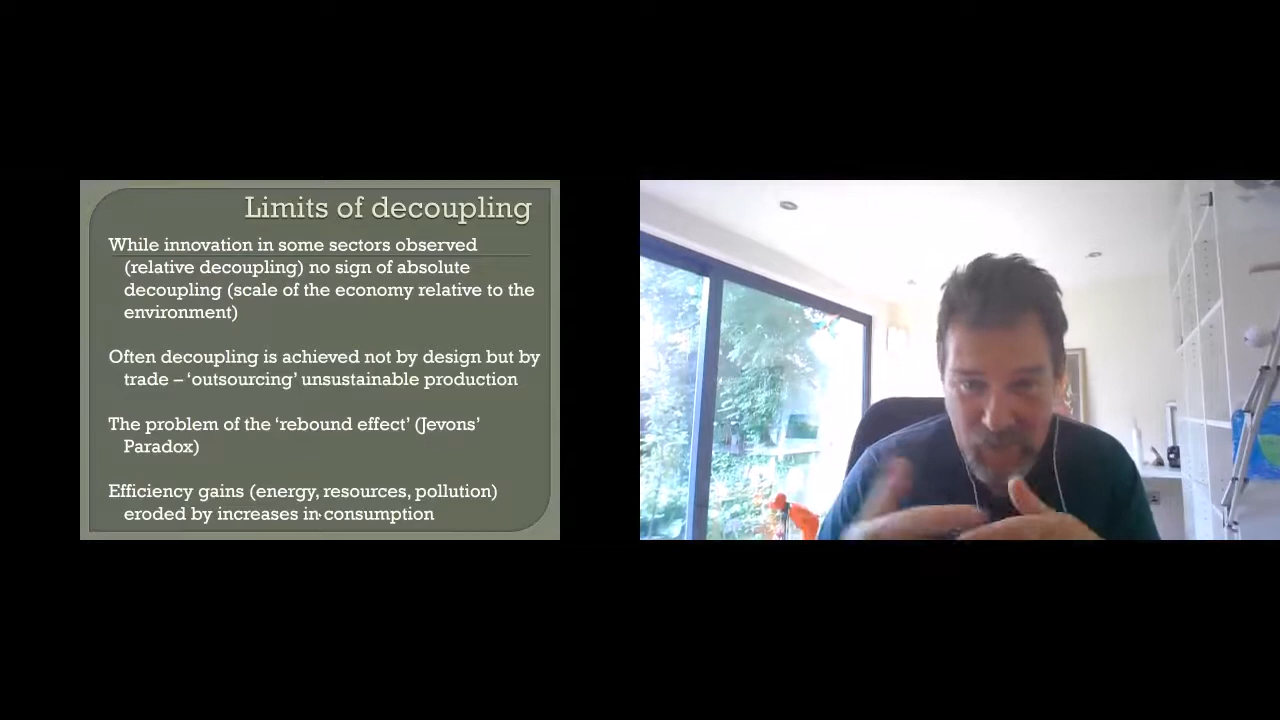 Limits of decoupling
While innovation in some sectors observed
(relative decoupling) no sign of absolute
decoupling (scale of the economy relative to the
environment)
Often decoupling is achieved not by design but by
trade – ‘outsourcing’ unsustainable production
The problem of the ‘rebound effect’ (Jevons’
Paradox)
Efficiency gains (energy, resources, pollution)
eroded by increases in consumption